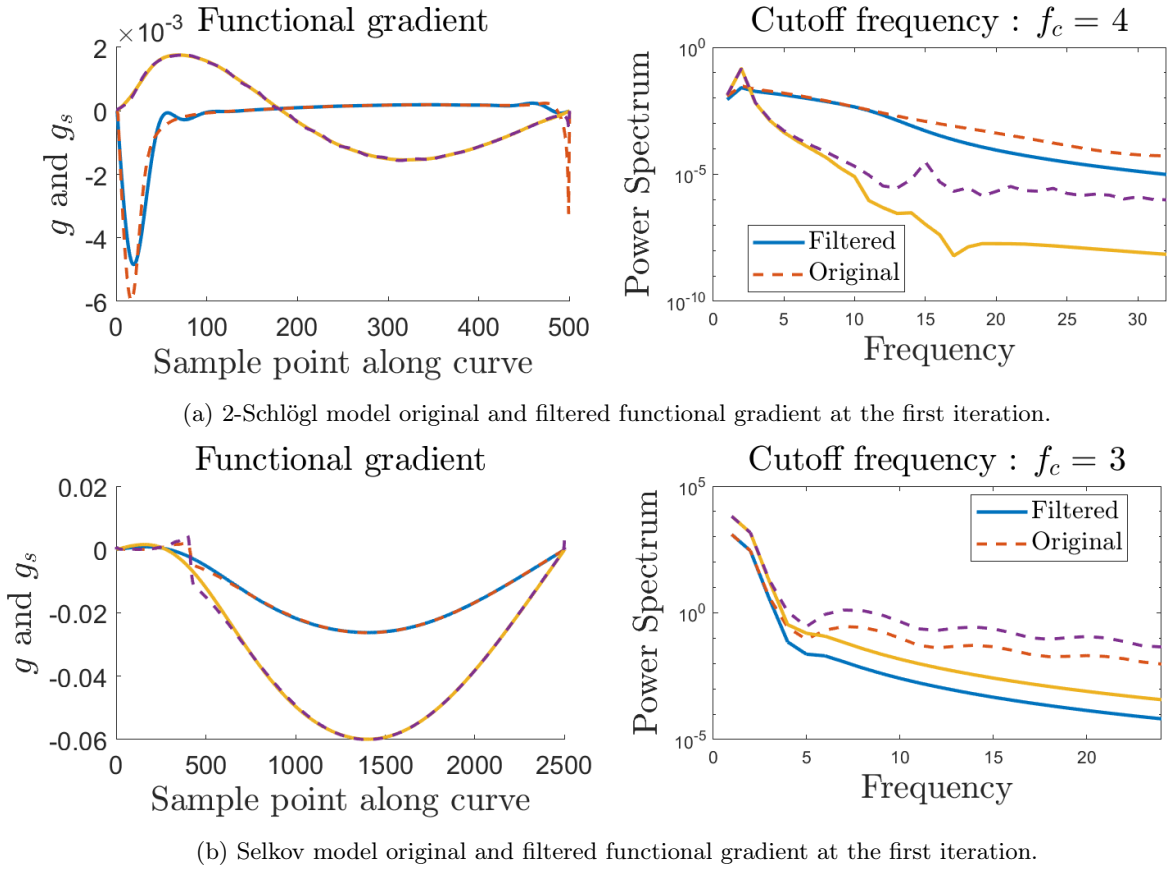 Functional gradient
×10⁻³
2
0
-2
-4
-6
g and gₛ
0 100 200 300 400 500
Sample point along curve
Cutoff frequency : f_c = 4
10⁰
10⁻⁵
10⁻¹⁰
Power Spectrum
Filtered
Original
0 5 10 15 20 25 30
Frequency
(a) 2-Schlögl model original and filtered functional gradient at the first iteration.
Functional gradient
0.02
0
-0.02
-0.04
-0.06
g and gₛ
0 500 1000 1500 2000 2500
Sample point along curve
Cutoff frequency : f_c = 3
10⁵
10⁰
10⁻⁵
Power Spectrum
Filtered
Original
0 5 10 15 20
Frequency
(b) Selkov model original and filtered functional gradient at the first iteration.